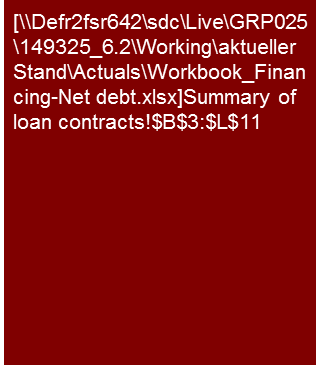 [\\Defr2fsr642\sdc\Live\GRP025
\149325_6.2\Working\aktueller
Stand\Actuals\Workbook_Finan
cing-Net debt.xlsx]Summary of
loan contracts!$B$3:$L$11